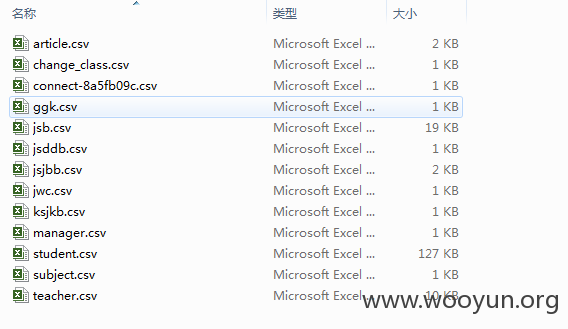 名称 类型 大小
article.csv Microsoft Excel ... 2 KB
change_class.csv Microsoft Excel ... 1 KB
connect-8a5fb09c.csv Microsoft Excel ... 1 KB
ggk.csv Microsoft Excel ... 1 KB
jsb.csv Microsoft Excel ... 19 KB
jsddb.csv Microsoft Excel ... 1 KB
jsjbb.csv Microsoft Excel ... 2 KB
jwc.csv Microsoft Excel ... 1 KB
ksjkb.csv Microsoft Excel ... 1 KB
manager.csv Microsoft Excel ... 1 KB
student.csv Microsoft Excel ... 127 KB
subject.csv Microsoft Excel ... 1 KB
teacher.csv Microsoft Excel ... 10 KB
www.wooyun.org